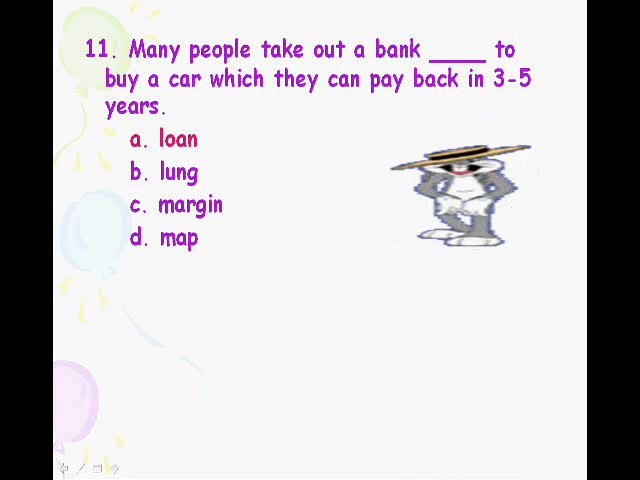 11. Many people take out a bank ____ to
buy a car which they can pay back in 3-5
years.
a. loan
b. lung
c. margin
d. map